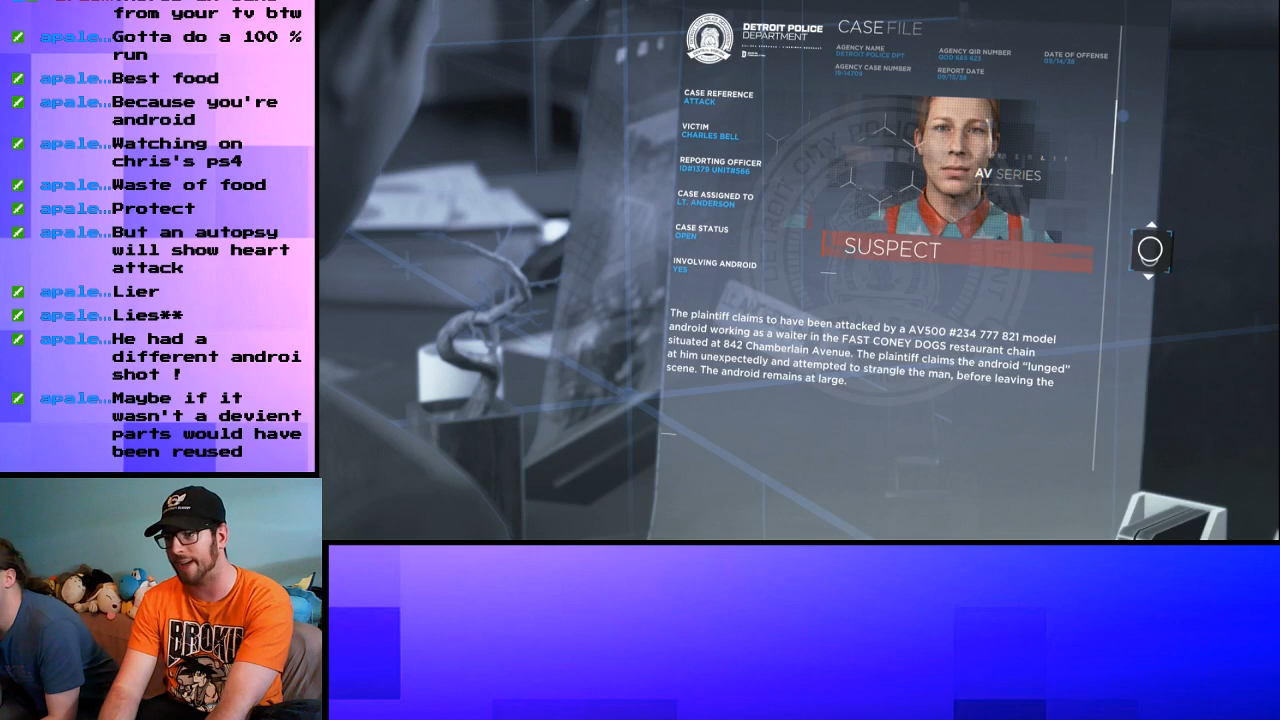 from your tv btw
apale…Gotta do a 100 %
run
apale…Best food
apale…Because you're
android
apale…Watching on
chris's ps4
apale…Waste of food
apale…Protect
apale…But an autopsy
will show heart
attack
apale…Lier
apale…Lies**
apale…He had a
different androi
shot !
apale…Maybe if it
wasn't a devient
parts would have
been reused
DETROIT POLICE
DEPARTMENT
CASE FILE
AGENCY NAME
DETROIT POLICE DPT
AGENCY QIR NUMBER
DATE OF OFFENSE
09/14/38
AGENCY CASE NUMBER
REPORT DATE
CASE REFERENCE
ATTACK
VICTIM
CHARLES BELL
REPORTING OFFICER
ID#1379 UNIT#566
CASE ASSIGNED TO
LT. ANDERSON
CASE STATUS
OPEN
INVOLVING ANDROID
YES
AV SERIES
SUSPECT
The plaintiff claims to have been attacked by a AV500 #234 777 821 model
android working as a waiter in the FAST CONEY DOGS restaurant chain
situated at 842 Chamberlain Avenue. The plaintiff claims the android "lunged"
at him unexpectedly and attempted to strangle the man, before leaving the
scene. The android remains at large.